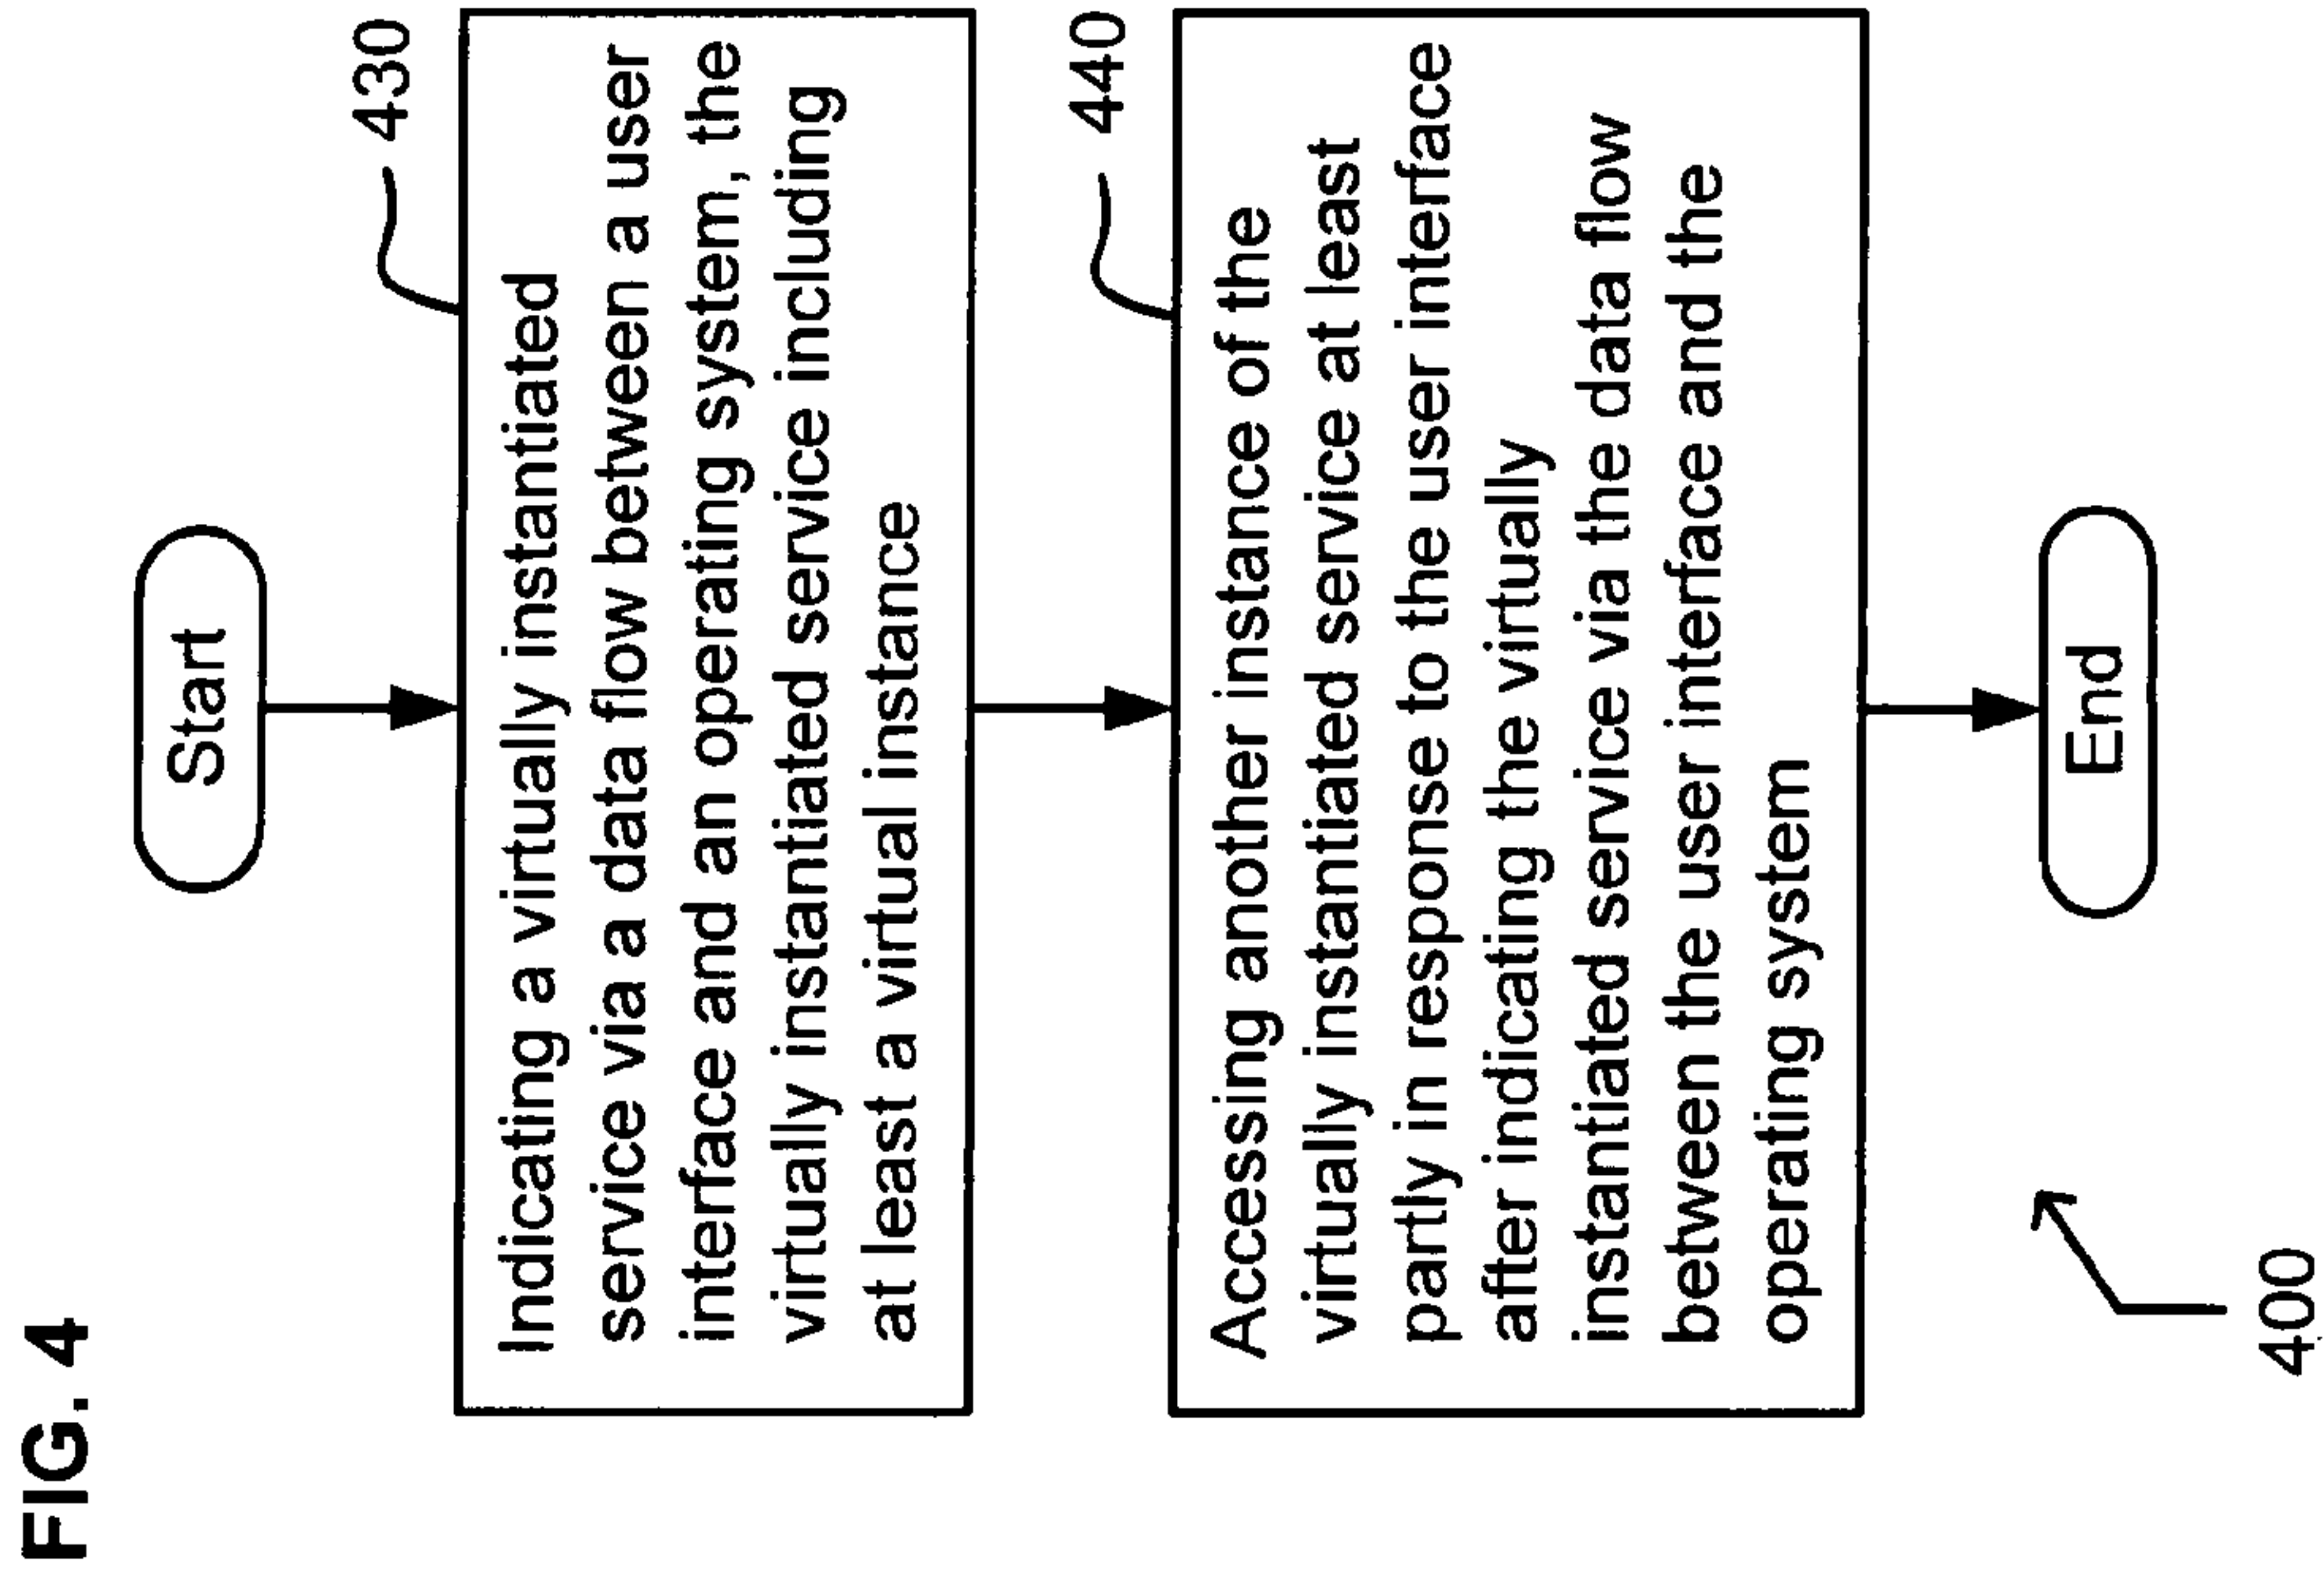 FIG. 4
Start
430
Indicating a virtually instantiated
service via a data flow between a user
interface and an operating system, the
virtually instantiated service including
at least a virtual instance
440
Accessing another instance of the
virtually instantiated service at least
partly in response to the user interface
after indicating the virtually
instantiated service via the data flow
between the user interface and the
operating system
End
400